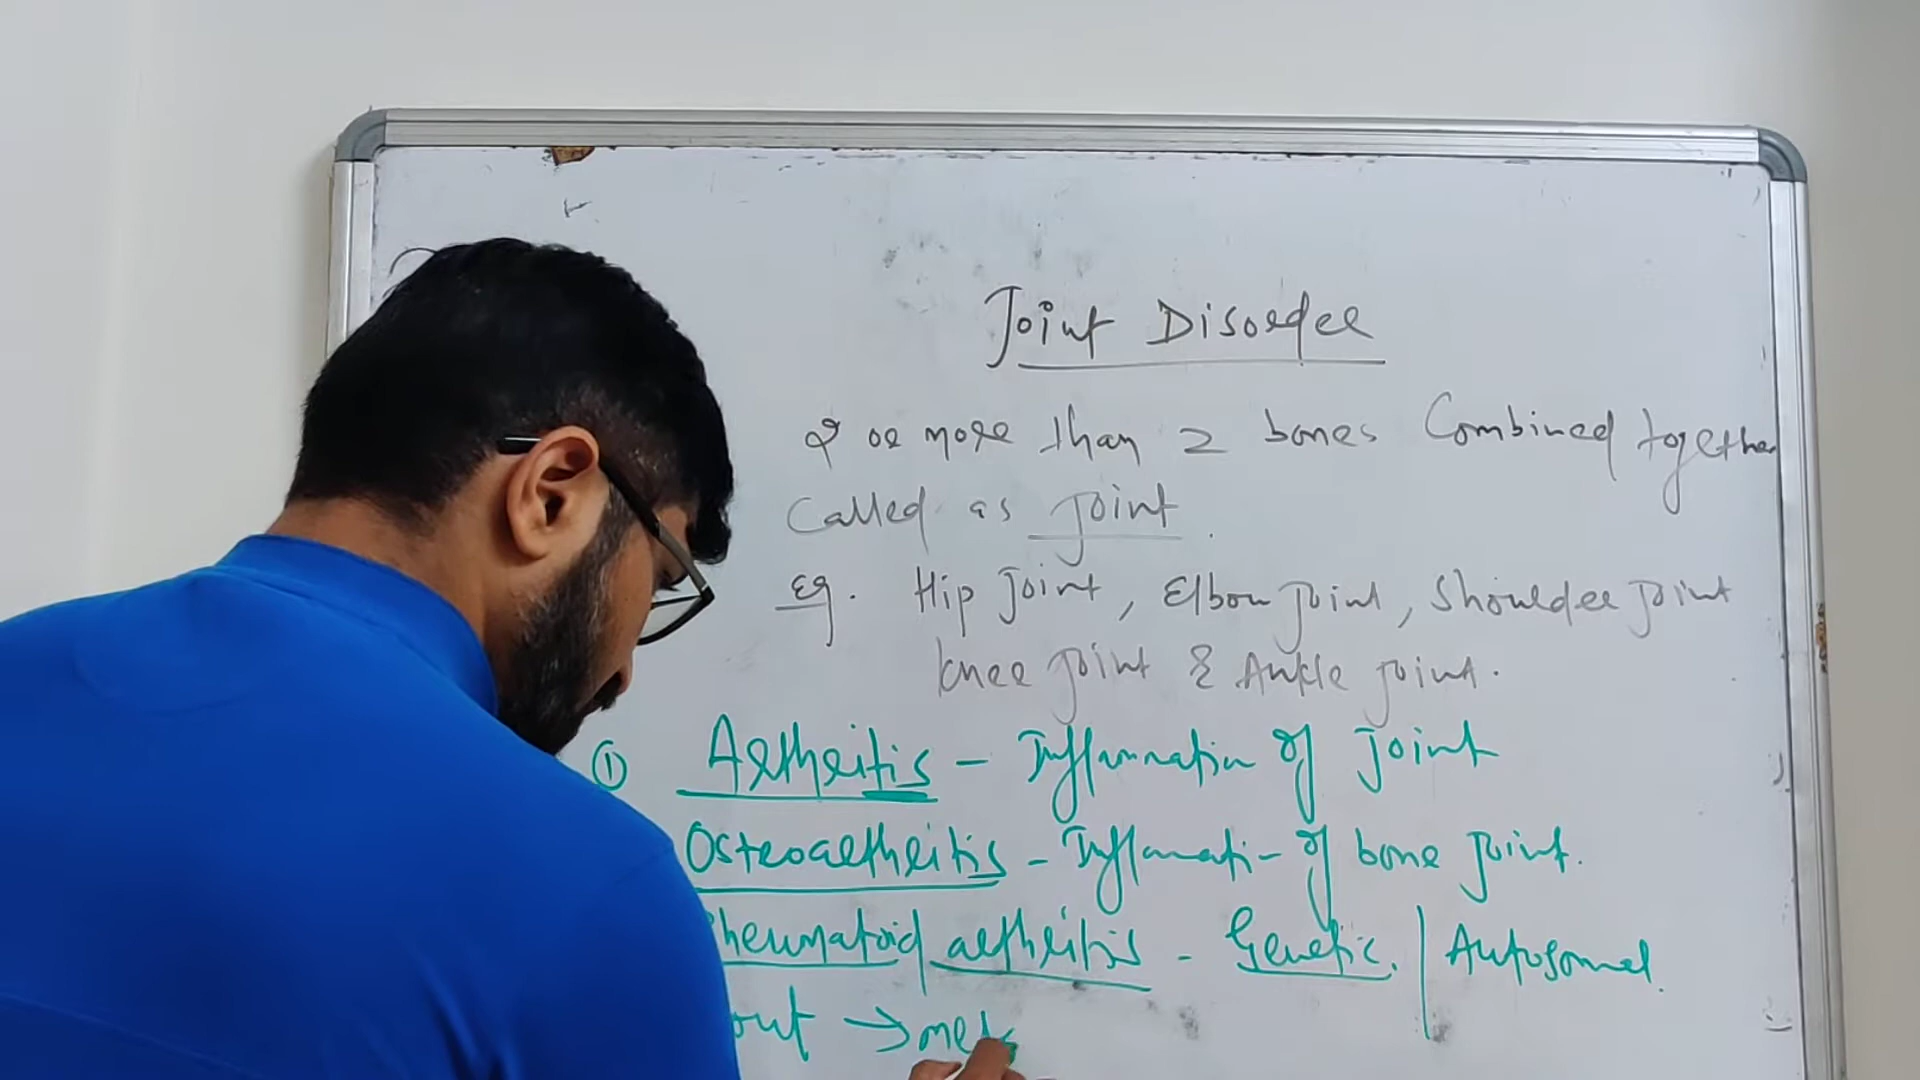 Joint Disorder
2 or more than 2 bones Combined together
Called as joint.
Eg. Hip Joint, Elbow joint, Shoulder joint
Knee joint & Ankle joint.
① Arthritis - Inflammation of joint
Osteoarthritis - Inflammati- of bone joint.
Rheumatoid arthritis - Genetic. | Autosomal.
out → met